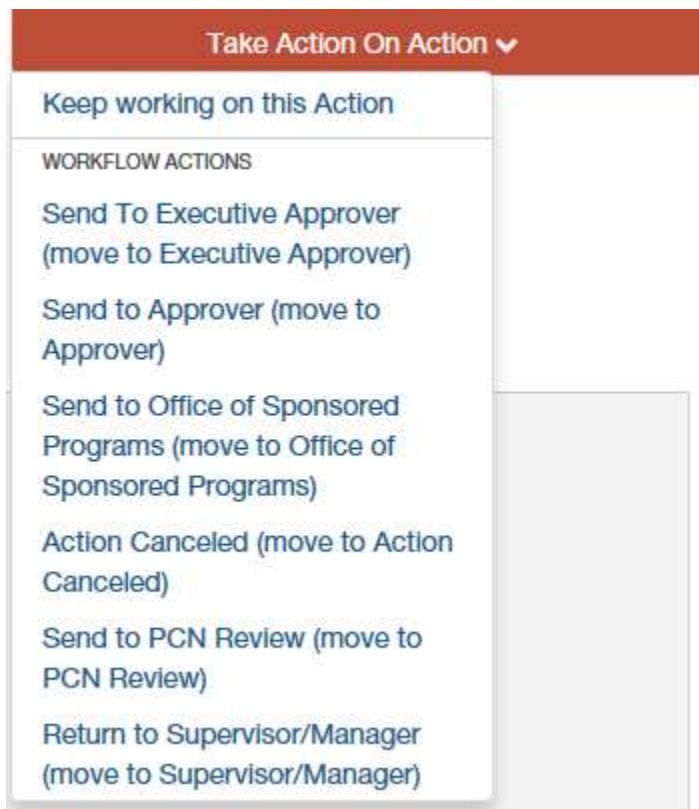 Take Action On Action
Keep working on this Action
WORKFLOW ACTIONS
Send To Executive Approver
(move to Executive Approver)
Send to Approver (move to
Approver)
Send to Office of Sponsored
Programs (move to Office of
Sponsored Programs)
Action Canceled (move to Action
Canceled)
Send to PCN Review (move to
PCN Review)
Return to Supervisor/Manager
(move to Supervisor/Manager)